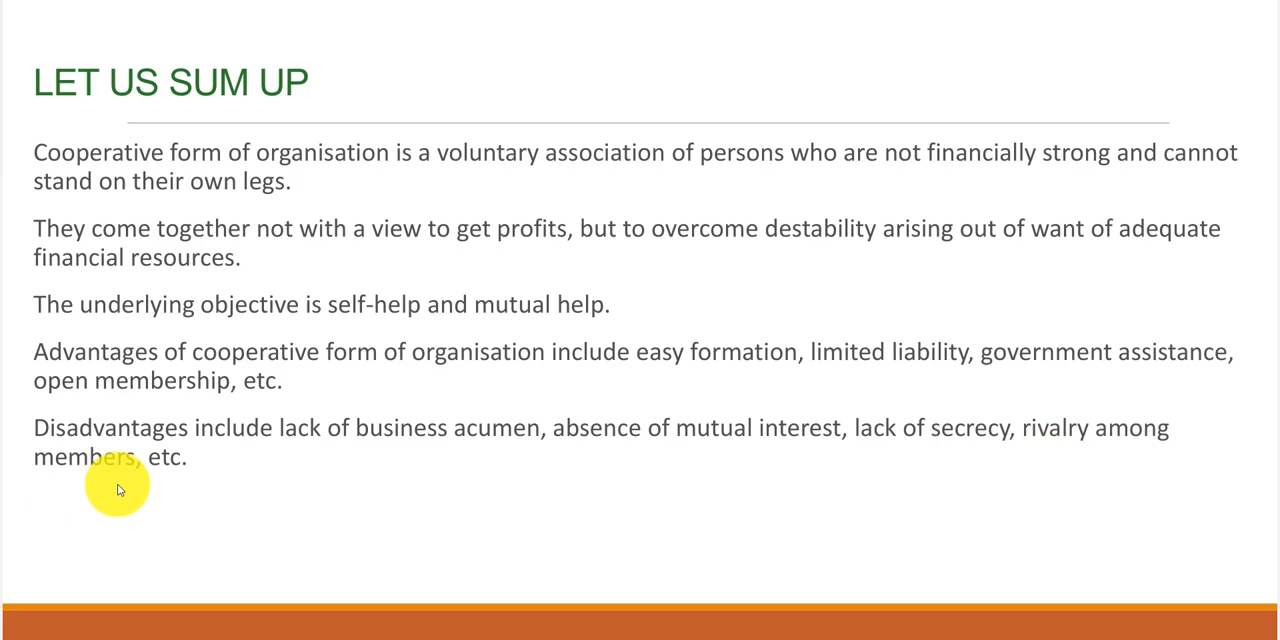 LET US SUM UP
Cooperative form of organisation is a voluntary association of persons who are not financially strong and cannot
stand on their own legs.
They come together not with a view to get profits, but to overcome destability arising out of want of adequate
financial resources.
The underlying objective is self-help and mutual help.
Advantages of cooperative form of organisation include easy formation, limited liability, government assistance,
open membership, etc.
Disadvantages include lack of business acumen, absence of mutual interest, lack of secrecy, rivalry among
members, etc.